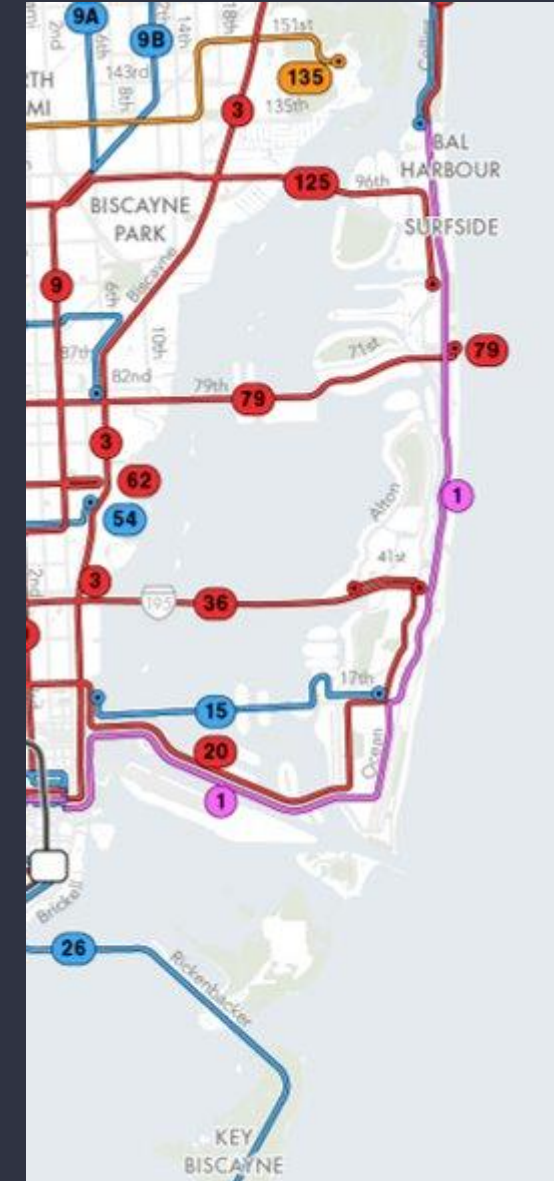 9A
2nd
6th
9B
12th
14th
18th
151st
Collins
143rd
8th
135
RTH
MI
3
135th
BAL
HARBOUR
125
96th
BISCAYNE
PARK
SURFSIDE
9
Biscayne
6th
10th
87th
71st
79
82nd
79th
79
3
62
1
54
Alton
41st
2nd
3
195
36
17th
15
20
Ocean
1
Brickell
26
Rickenbacker
KEY
BISCAYNE